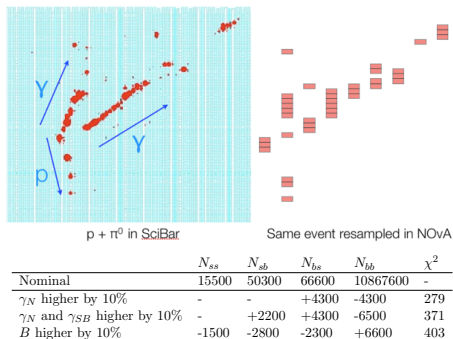 γ
γ
p
p + π⁰ in SciBar
Same event resampled in NOvA
N_ss N_sb N_bs N_bb χ²
Nominal 15500 50300 66600 10867600 -
γ_N higher by 10% - - +4300 -4300 279
γ_N and γ_SB higher by 10% - +2200 +4300 -6500 371
B higher by 10% -1500 -2800 -2300 +6600 403